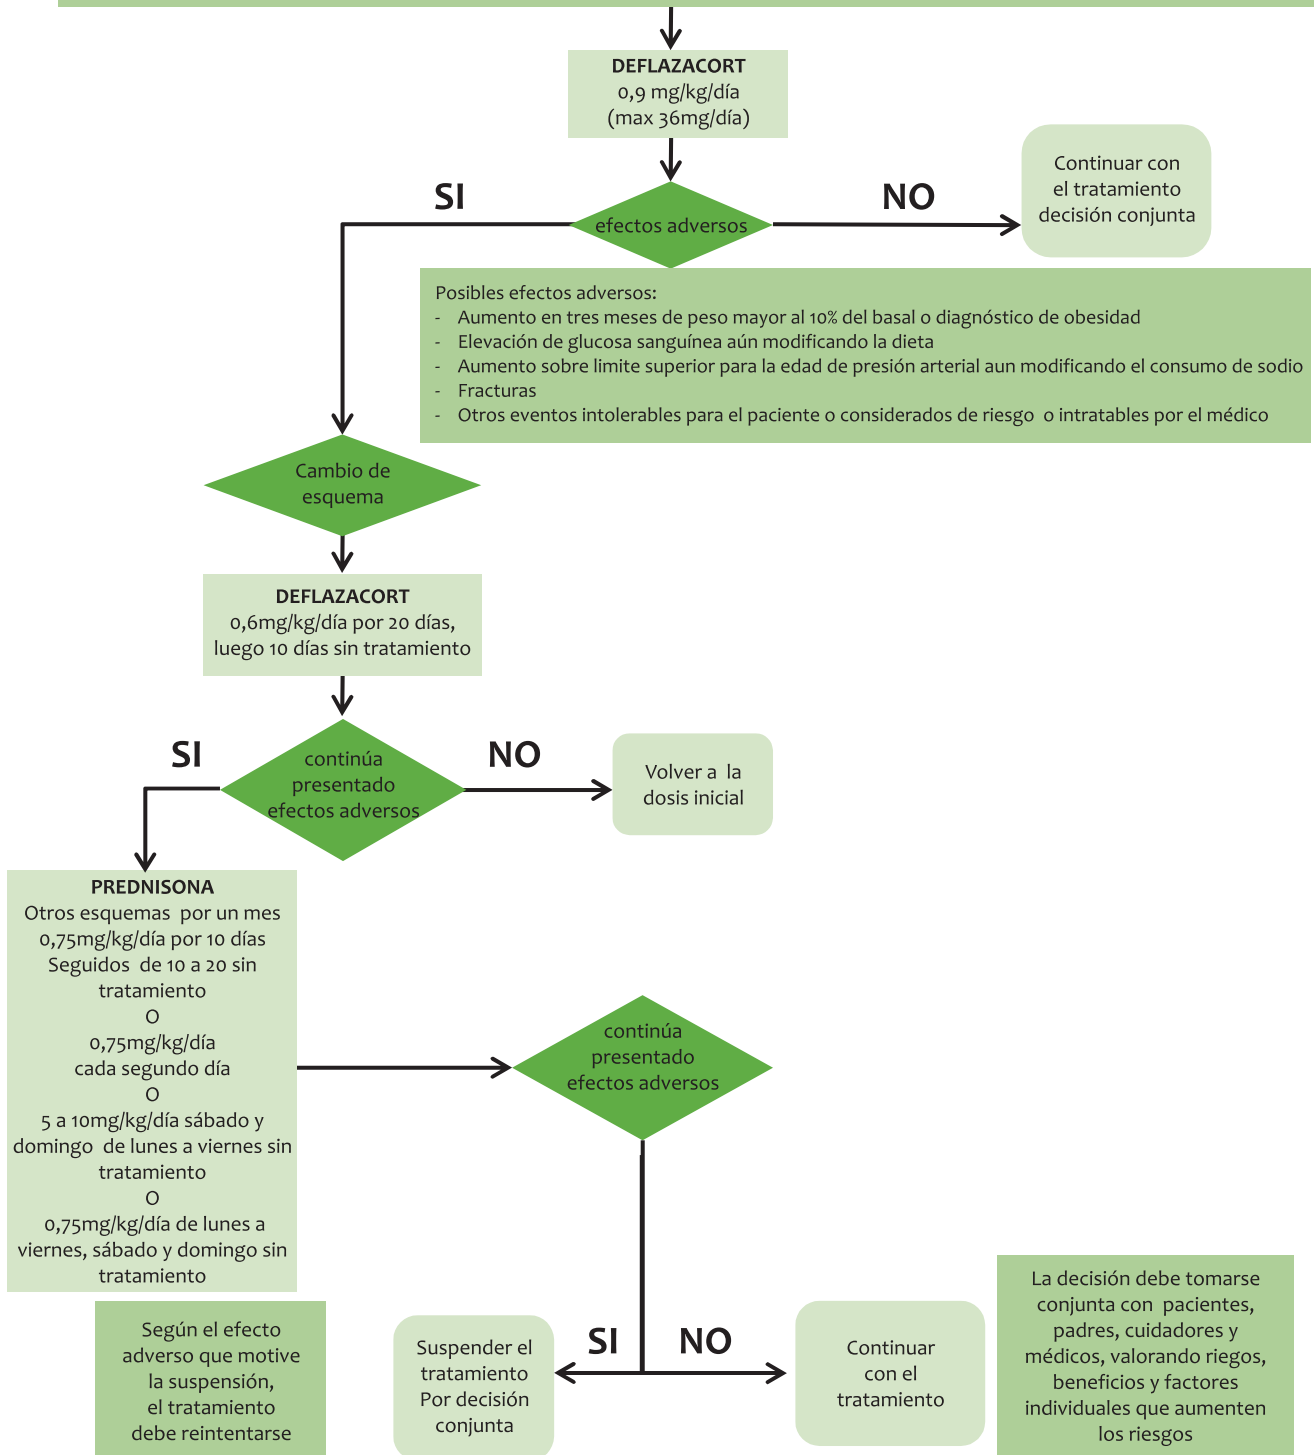 DEFLAZACORT
0,9 mg/kg/día
(max 36mg/día)
SI
NO
efectos adversos
Continuar con
el tratamiento
decisión conjunta
Posibles efectos adversos:
- Aumento en tres meses de peso mayor al 10% del basal o diagnóstico de obesidad
- Elevación de glucosa sanguínea aún modificando la dieta
- Aumento sobre limite superior para la edad de presión arterial aun modificando el consumo de sodio
- Fracturas
- Otros eventos intolerables para el paciente o considerados de riesgo o intratables por el médico
Cambio de
esquema
DEFLAZACORT
0,6mg/kg/día por 20 días,
luego 10 días sin tratamiento
SI
NO
continúa
presentado
efectos adversos
Volver a la
dosis inicial
PREDNISONA
Otros esquemas por un mes
0,75mg/kg/día por 10 días
Seguidos de 10 a 20 sin
tratamiento
O
0,75mg/kg/día
cada segundo día
O
5 a 10mg/kg/día sábado y
domingo de lunes a viernes sin
tratamiento
O
0,75mg/kg/día de lunes a
viernes, sábado y domingo sin
tratamiento
continúa
presentado
efectos adversos
Según el efecto
adverso que motive
la suspensión,
el tratamiento
debe reintentarse
Suspender el
tratamiento
Por decisión
conjunta
SI
NO
Continuar
con el
tratamiento
La decisión debe tomarse
conjunta con pacientes,
padres, cuidadores y
médicos, valorando riegos,
beneficios y factores
individuales que aumenten
los riesgos